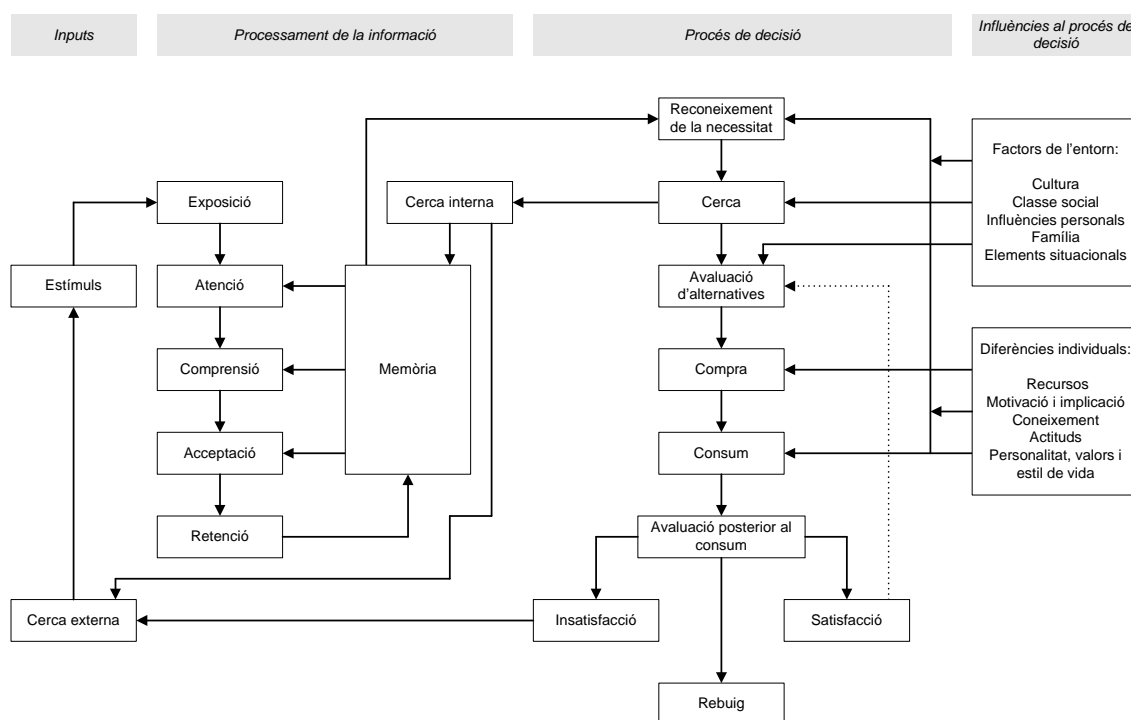 Inputs
Processament de la informació
Procés de decisió
Influències al procés de
decisió
Reconeixement
de la necessitat
Factors de l'entorn:
Cultura
Classe social
Influències personals
Família
Elements situacionals
Exposició
Cerca interna
Cerca
Estímuls
Atenció
Memòria
Avaluació
d'alternatives
Comprensió
Compra
Diferències individuals:
Recursos
Motivació i implicació
Coneixement
Actituds
Personalitat, valors i
estil de vida
Acceptació
Consum
Retenció
Avaluació posterior al
consum
Cerca externa
Insatisfacció
Satisfacció
Rebuig